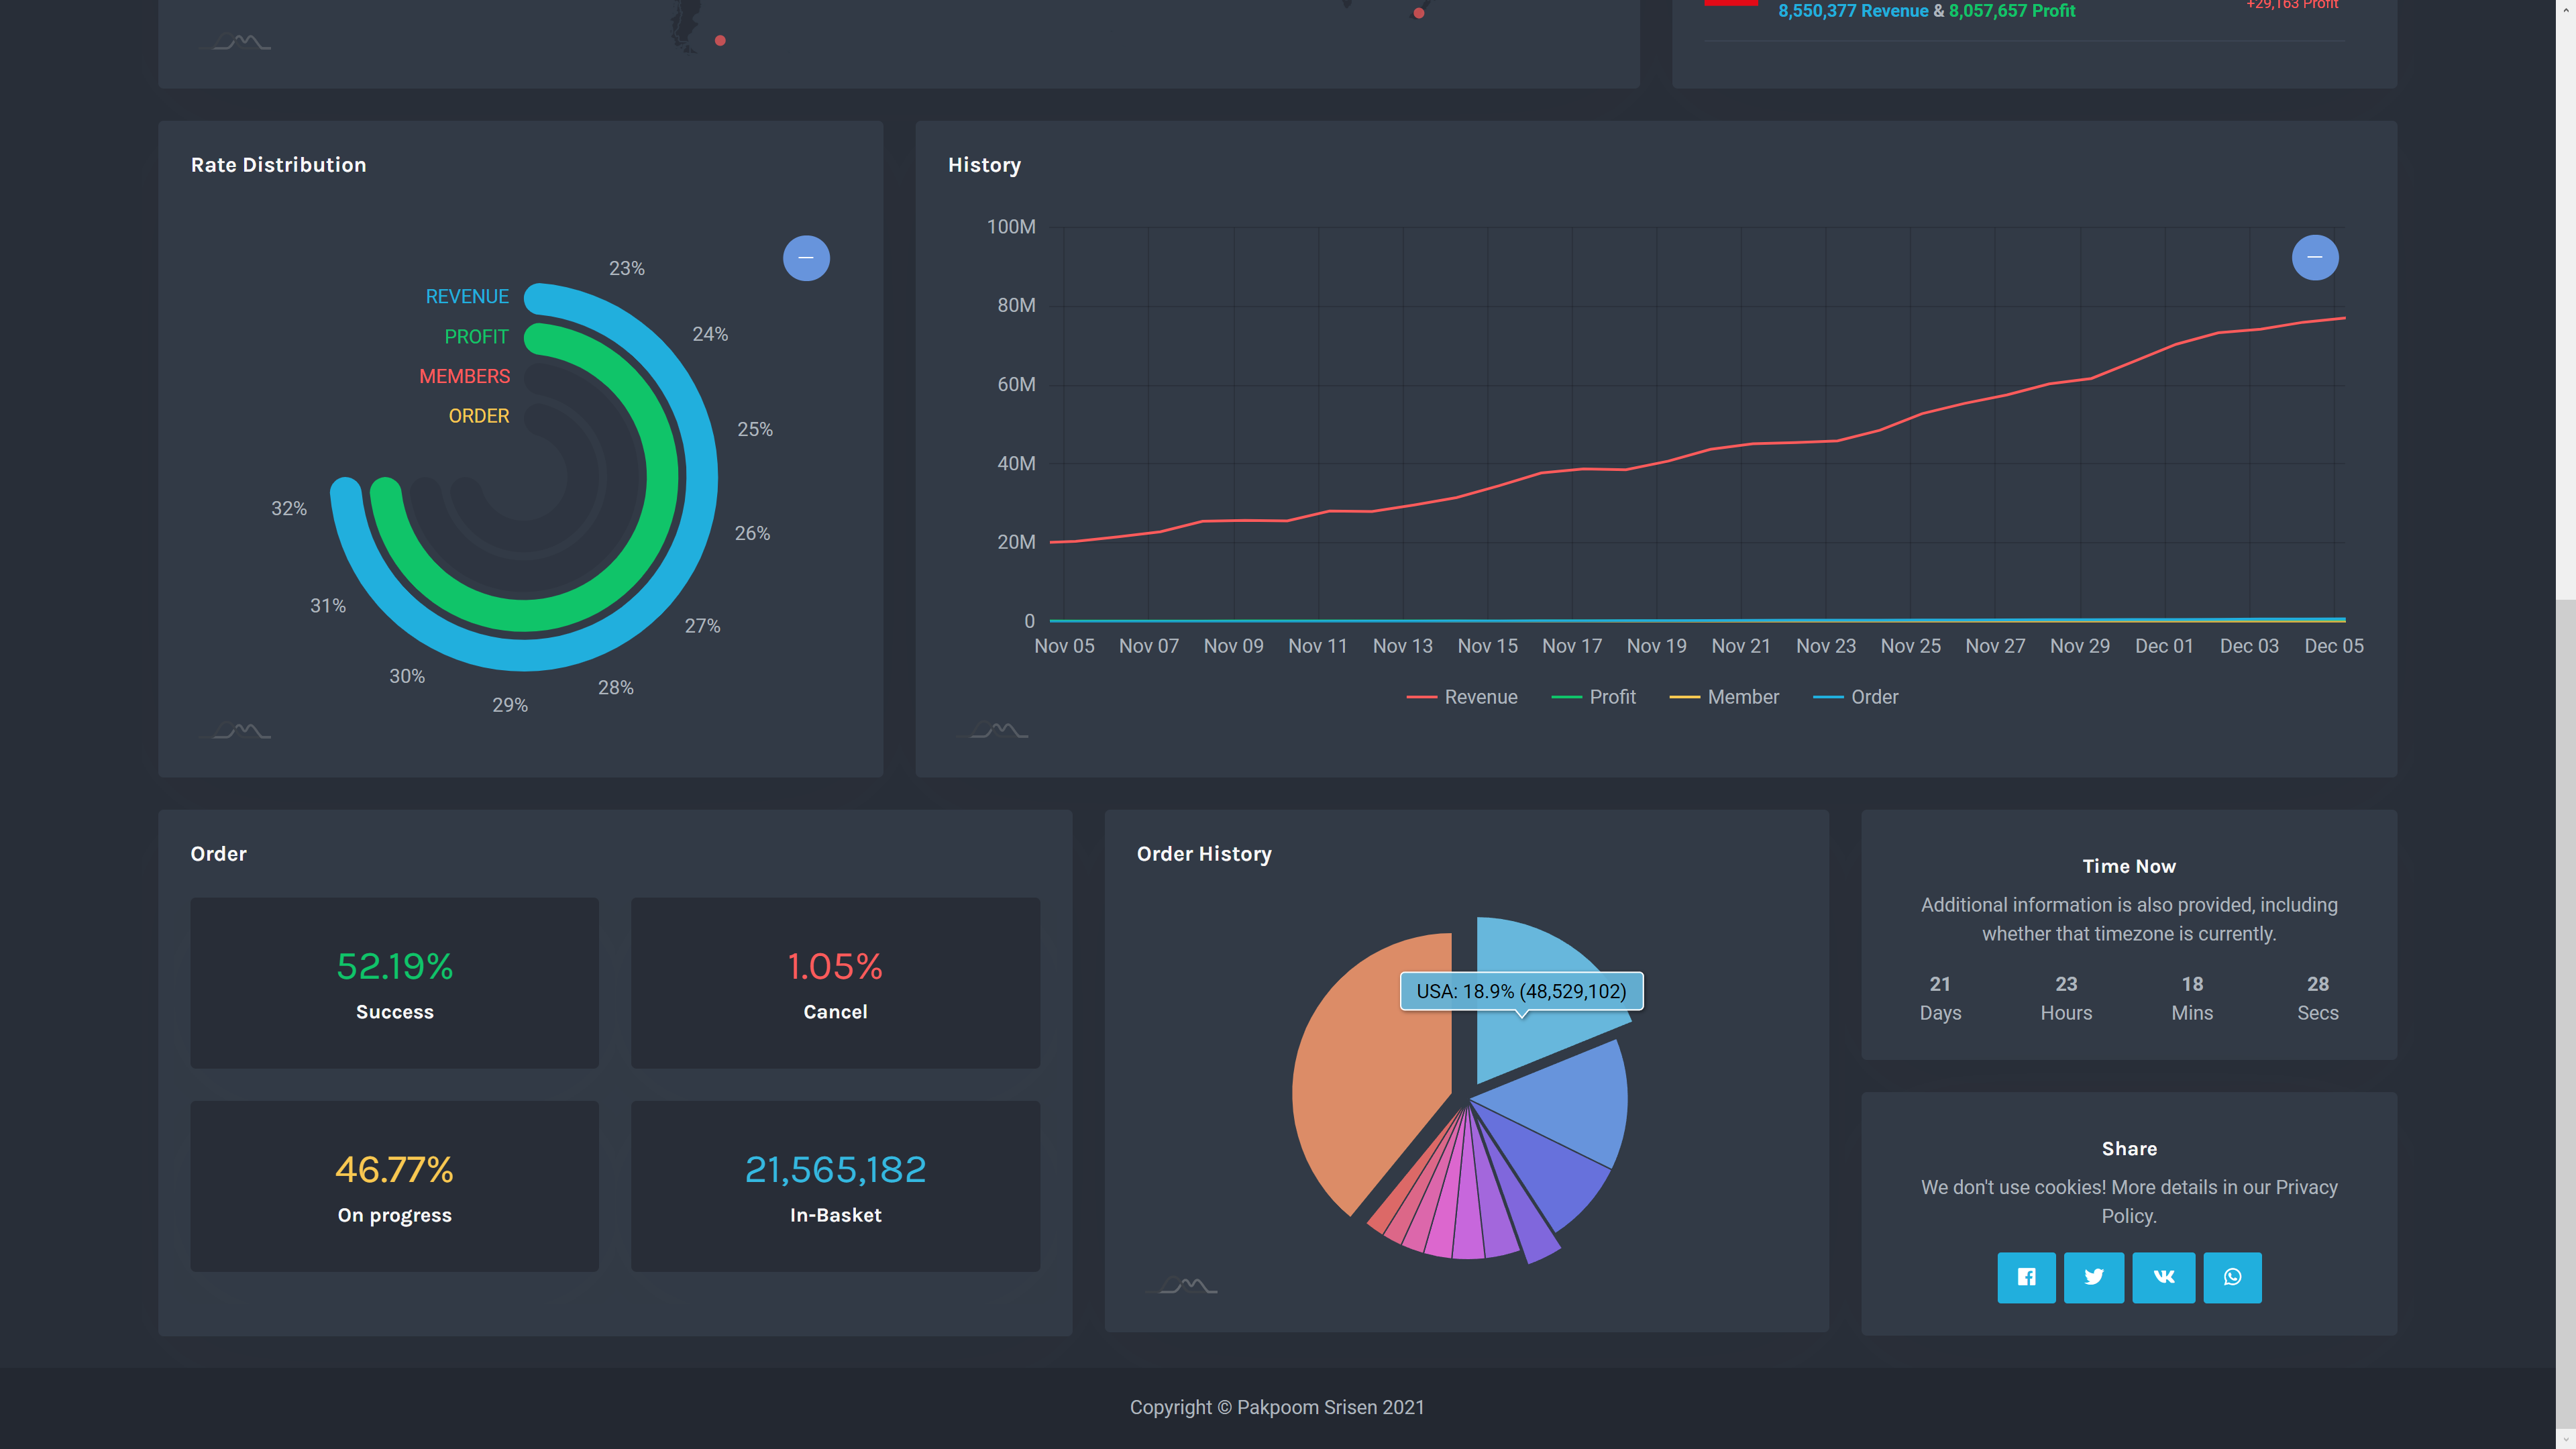 8,550,377 Revenue & 8,057,657 Profit
+29,163 Profit
Rate Distribution
REVENUE
PROFIT
MEMBERS
ORDER
23%
24%
25%
26%
27%
28%
29%
30%
31%
32%
History
100M
80M
60M
40M
20M
0
Nov 05 Nov 07 Nov 09 Nov 11 Nov 13 Nov 15 Nov 17 Nov 19 Nov 21 Nov 23 Nov 25 Nov 27 Nov 29 Dec 01 Dec 03 Dec 05
Revenue Profit Member Order
Order
52.19%
Success
1.05%
Cancel
46.77%
On progress
21,565,182
In-Basket
Order History
USA: 18.9% (48,529,102)
Time Now
Additional information is also provided, including
whether that timezone is currently.
21 23 18 28
Days Hours Mins Secs
Share
We don't use cookies! More details in our Privacy
Policy.
Copyright © Pakpoom Srisen 2021